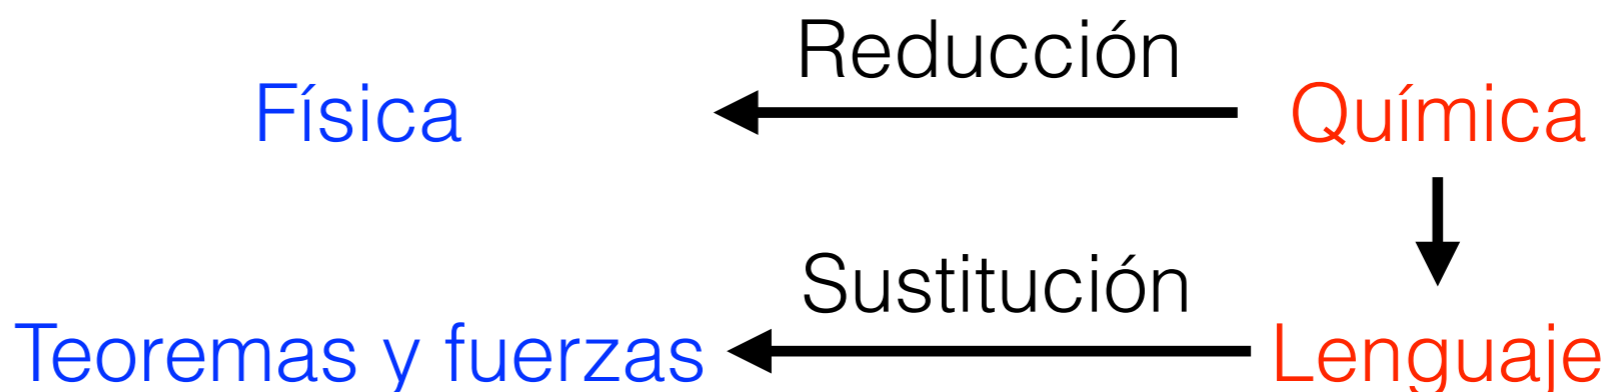 Reducción
Física
Química
Sustitución
Teoremas y fuerzas
Lenguaje